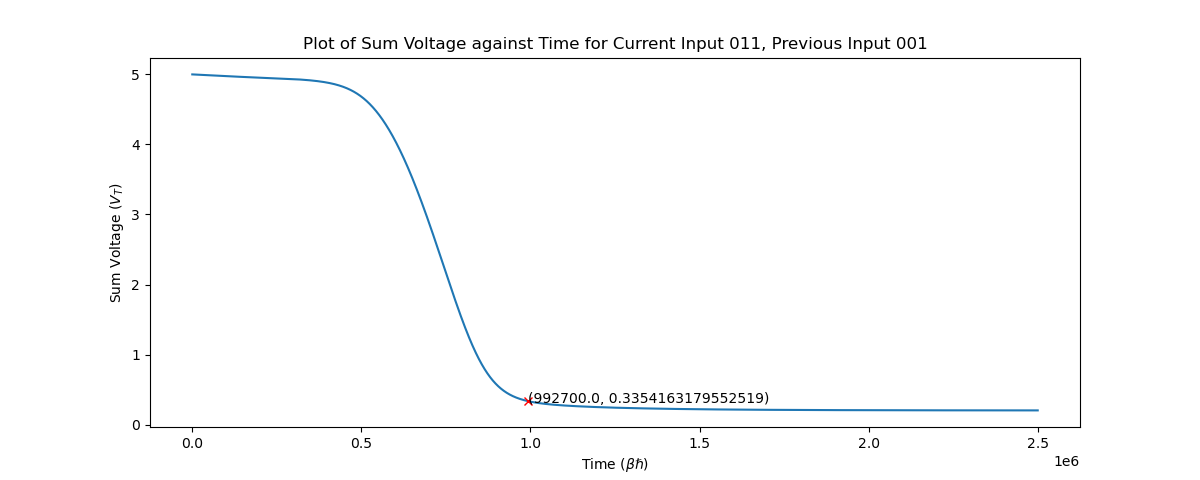 Plot of Sum Voltage against Time for Current Input 011, Previous Input 001
5
4
3
2
1
0
Sum Voltage (V_T)
(992700.0, 0.3354163179552519)
0.0 0.5 1.0 1.5 2.0 2.5
1e6
Time (βℏ)